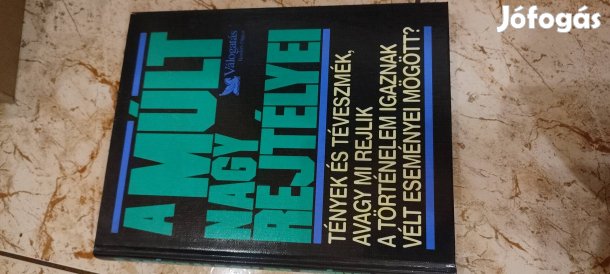 Jófogás
A MÚLT
NAGY
REJTÉLYEI
Válogatás
TÉNYEK ÉS TÉVESZMÉK,
AVAGY MI REJLIK
A TÖRTÉNELEM IGAZNAK
VÉLT ESEMÉNYEI MÖGÖTT?